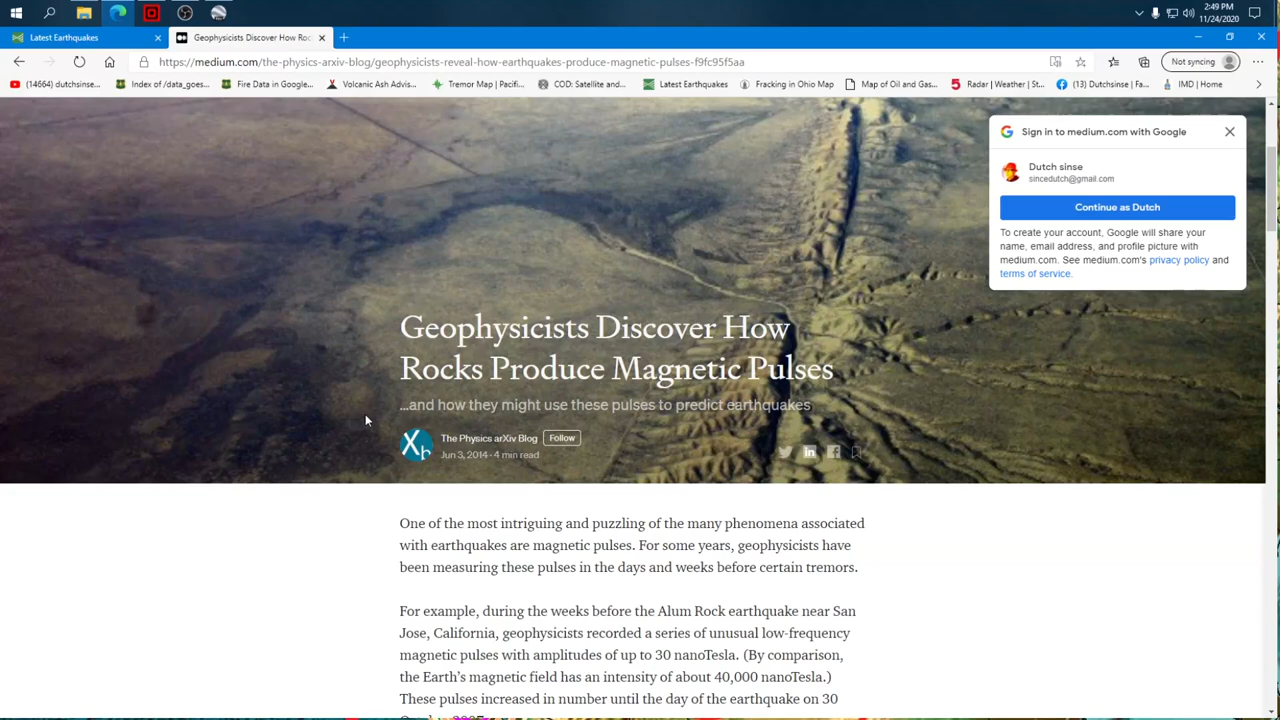 2:49 PM
11/24/2020
Latest Earthquakes
Geophysicists Discover How Roc
https://medium.com/the-physics-arxiv-blog/geophysicists-reveal-how-earthquakes-produce-magnetic-pulses-f9fc95f5aa
Not syncing
(14664) dutchsinse... Index of /data_goes... Fire Data in Google... Volcanic Ash Advis... Tremor Map | Pacifi... COD: Satellite and... Latest Earthquakes Fracking in Ohio Map Map of Oil and Gas... Radar | Weather | St... (13) Dutchsinse | Fa... IMD | Home
Sign in to medium.com with Google
Dutch sinse
sincedutch@gmail.com
Continue as Dutch
To create your account, Google will share your
name, email address, and profile picture with
medium.com. See medium.com's privacy policy and
terms of service.
Geophysicists Discover How
Rocks Produce Magnetic Pulses
...and how they might use these pulses to predict earthquakes
The Physics arXiv Blog Follow
Jun 3, 2014 · 4 min read
One of the most intriguing and puzzling of the many phenomena associated
with earthquakes are magnetic pulses. For some years, geophysicists have
been measuring these pulses in the days and weeks before certain tremors.
For example, during the weeks before the Alum Rock earthquake near San
Jose, California, geophysicists recorded a series of unusual low-frequency
magnetic pulses with amplitudes of up to 30 nanoTesla. (By comparison,
the Earth's magnetic field has an intensity of about 40,000 nanoTesla.)
These pulses increased in number until the day of the earthquake on 30